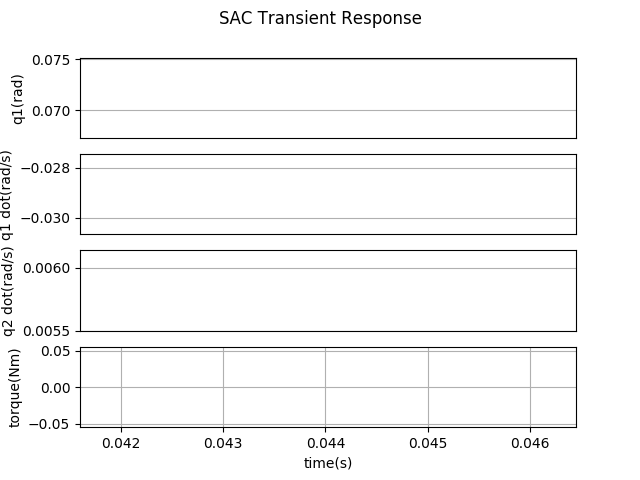 SAC Transient Response
q1(rad)
0.075
0.070
q1 dot(rad/s)
−0.028
−0.030
q2 dot(rad/s)
0.0060
0.0055
torque(Nm)
0.05
0.00
−0.05
0.042 0.043 0.044 0.045 0.046
time(s)